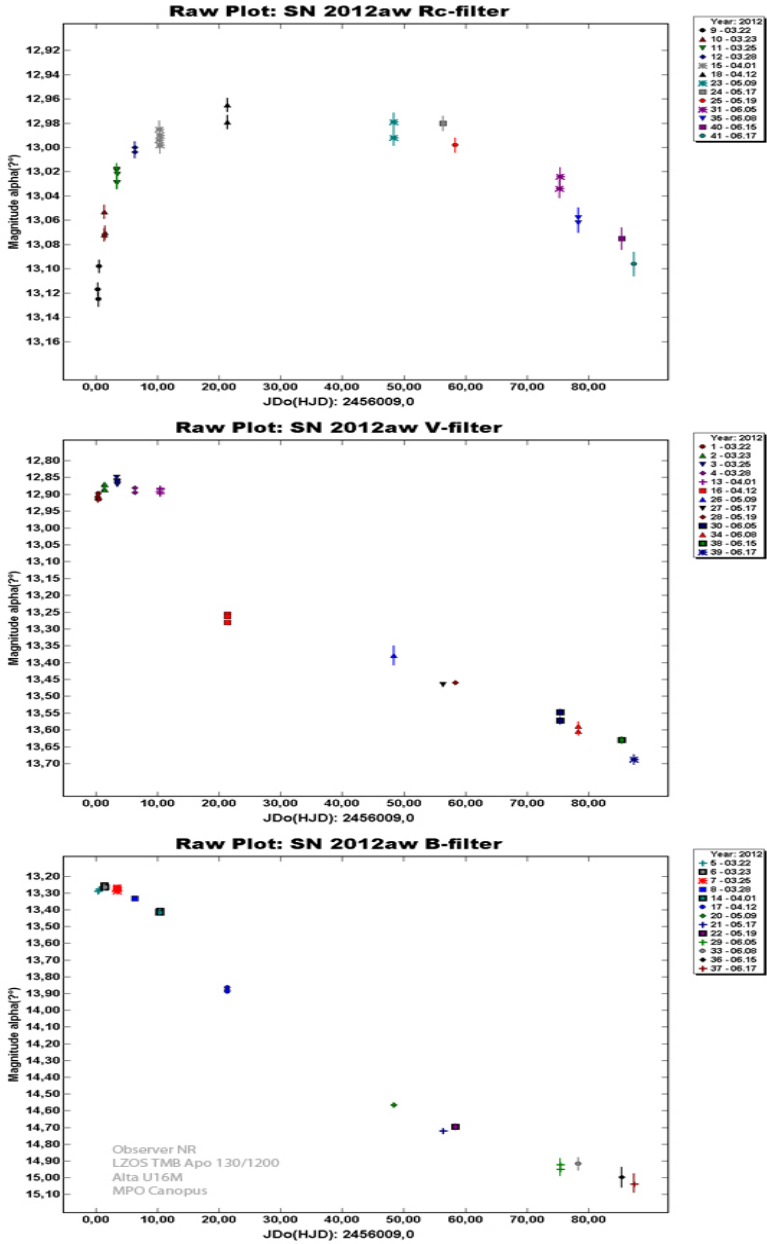 Raw Plot: SN 2012aw Rc-filter
Year: 2012
9 - 03.22
10 - 03.23
11 - 03.25
12 - 03.28
15 - 04.01
18 - 04.12
23 - 05.09
24 - 05.17
25 - 05.19
31 - 06.05
35 - 06.08
40 - 06.15
41 - 06.17
Magnitude alpha(?º)
12,92
12,94
12,96
12,98
13,00
13,02
13,04
13,06
13,08
13,10
13,12
13,14
13,16
0,00 10,00 20,00 30,00 40,00 50,00 60,00 70,00 80,00
JDo(HJD): 2456009,0
Raw Plot: SN 2012aw V-filter
Year: 2012
1 - 03.22
2 - 03.23
3 - 03.25
4 - 03.28
13 - 04.01
16 - 04.12
26 - 05.09
27 - 05.17
28 - 05.19
30 - 06.05
34 - 06.08
38 - 06.15
39 - 06.17
Magnitude alpha(?º)
12,80
12,85
12,90
12,95
13,00
13,05
13,10
13,15
13,20
13,25
13,30
13,35
13,40
13,45
13,50
13,55
13,60
13,65
13,70
0,00 10,00 20,00 30,00 40,00 50,00 60,00 70,00 80,00
JDo(HJD): 2456009,0
Raw Plot: SN 2012aw B-filter
Year: 2012
5 - 03.22
6 - 03.23
7 - 03.25
8 - 03.28
14 - 04.01
17 - 04.12
20 - 05.09
21 - 05.17
22 - 05.19
29 - 06.05
33 - 06.08
36 - 06.15
37 - 06.17
Magnitude alpha(?º)
13,20
13,30
13,40
13,50
13,60
13,70
13,80
13,90
14,00
14,10
14,20
14,30
14,40
14,50
14,60
14,70
14,80
14,90
15,00
15,10
Observer NR
LZOS TMB Apo 130/1200
Alta U16M
MPO Canopus
0,00 10,00 20,00 30,00 40,00 50,00 60,00 70,00 80,00
JDo(HJD): 2456009,0